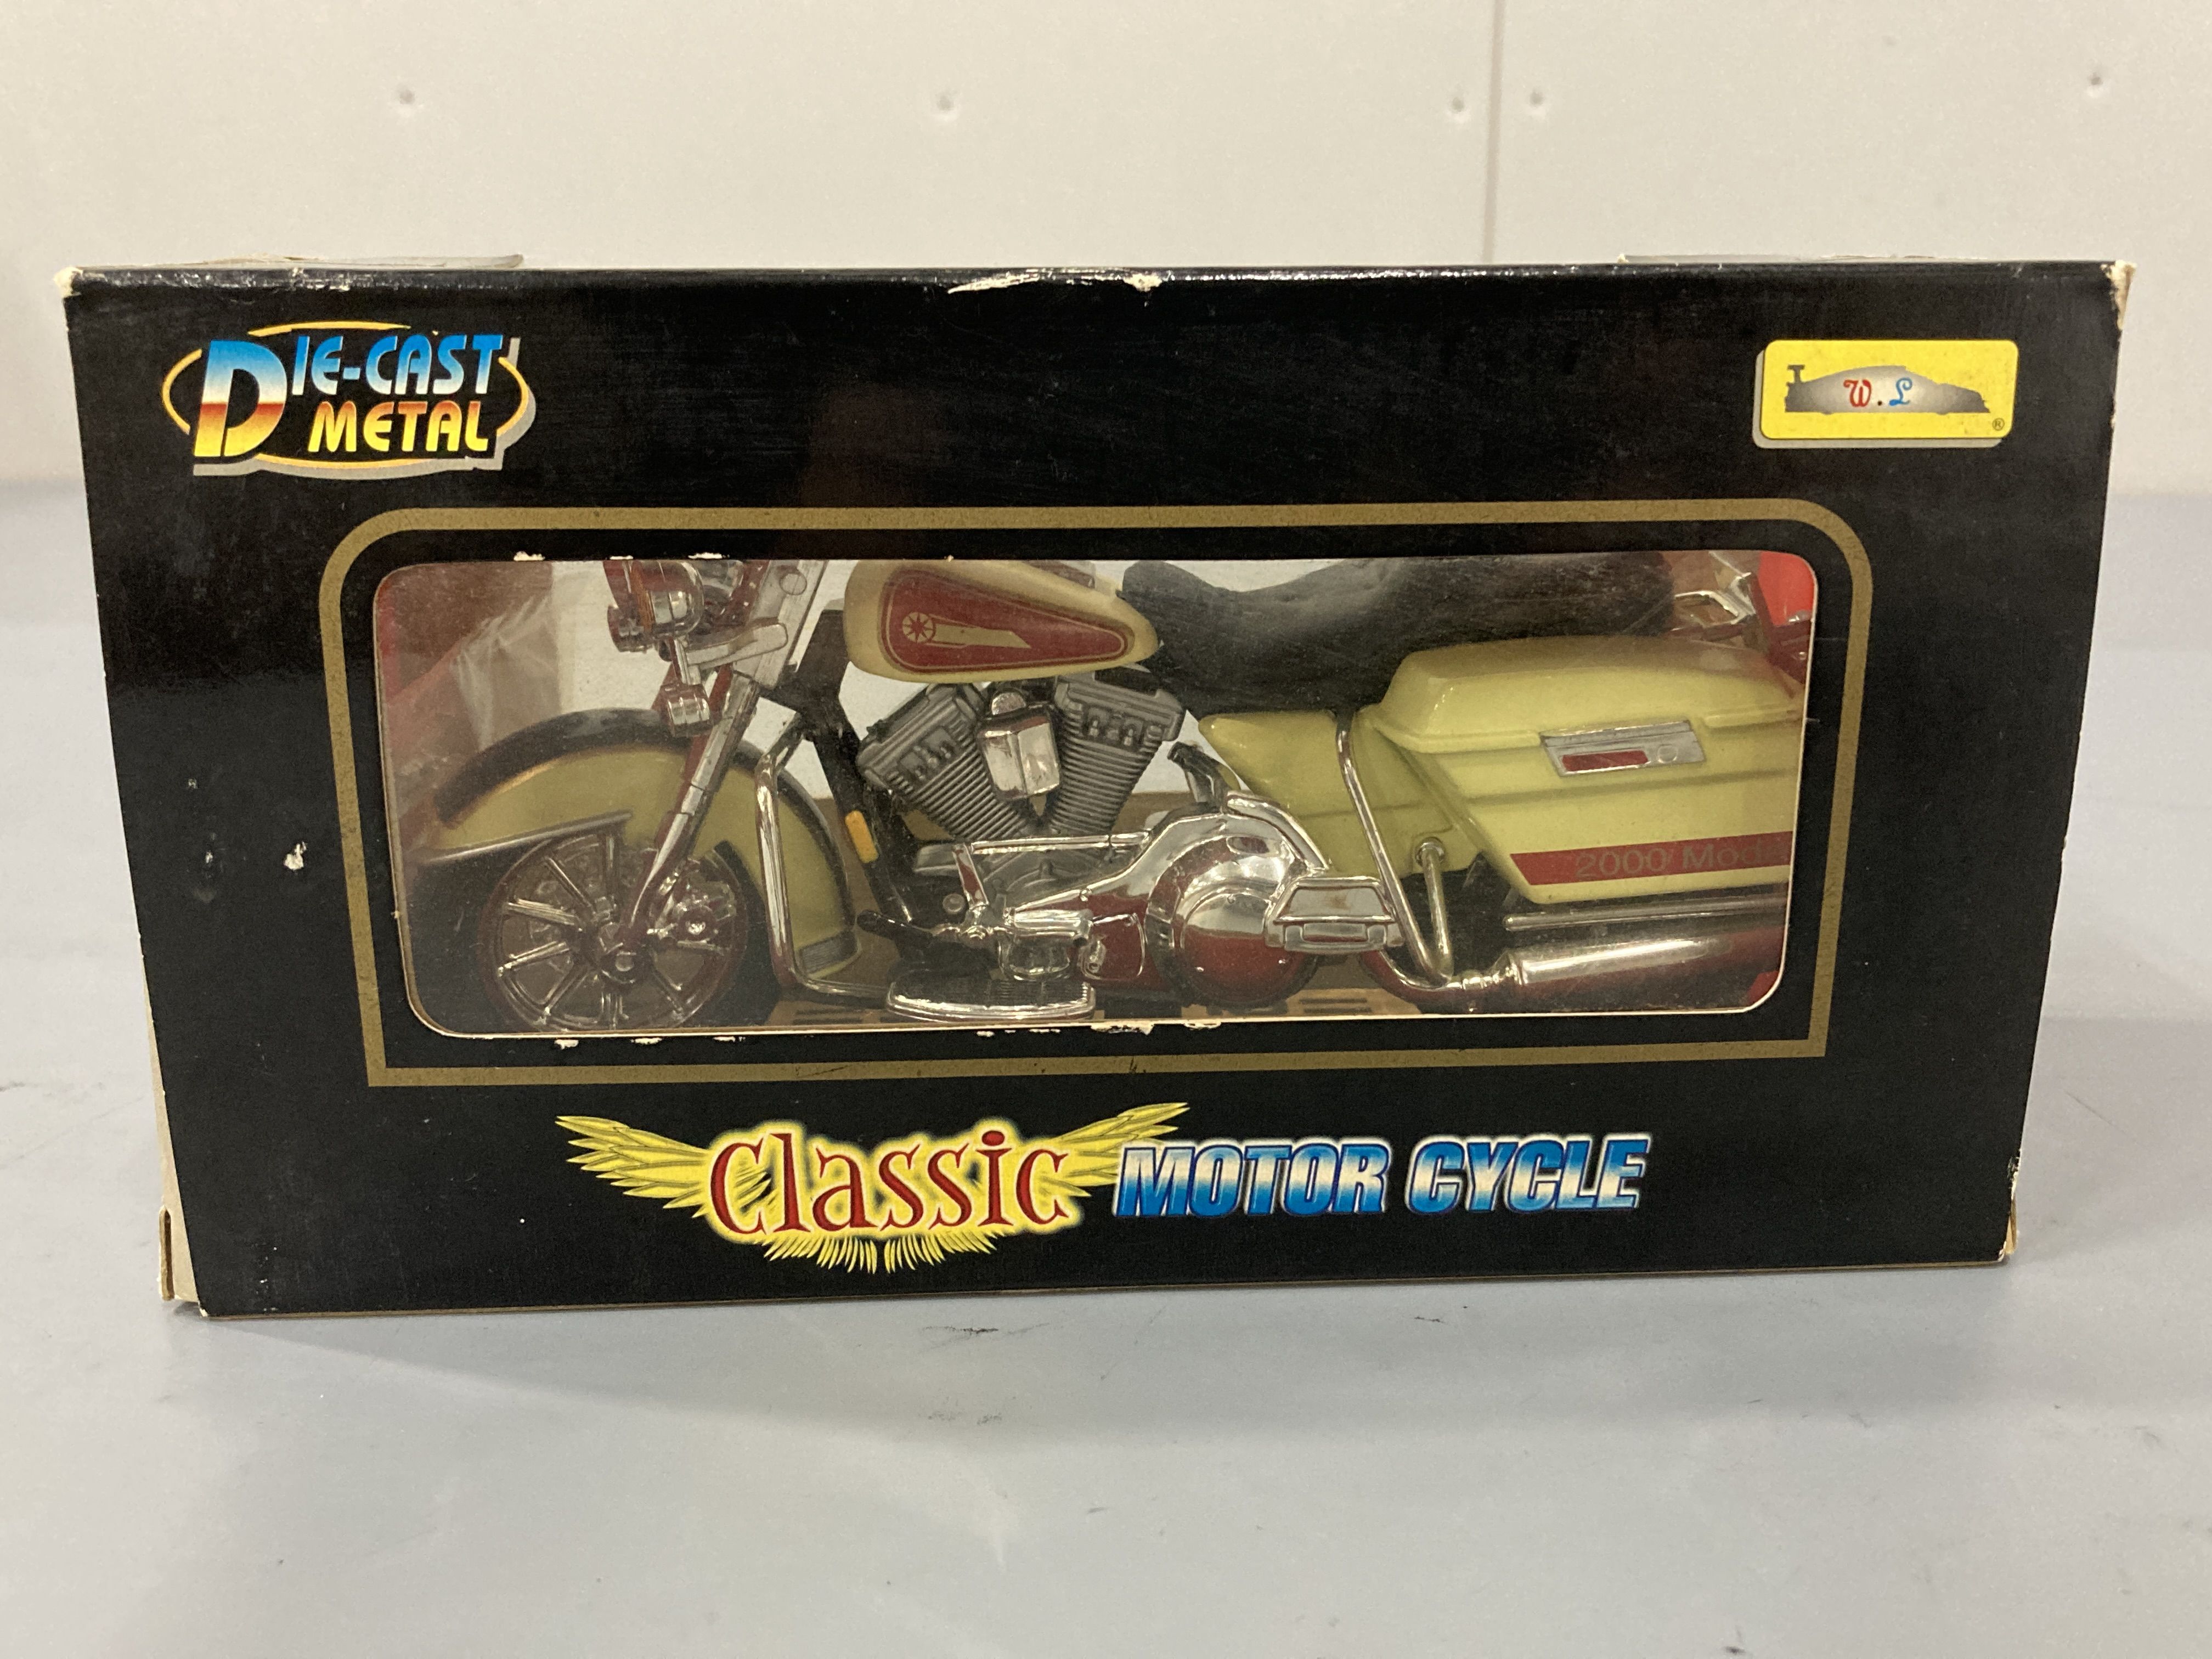 DIE-CAST
METAL
W.L
®
2000 Mode
Classic MOTOR CYCLE